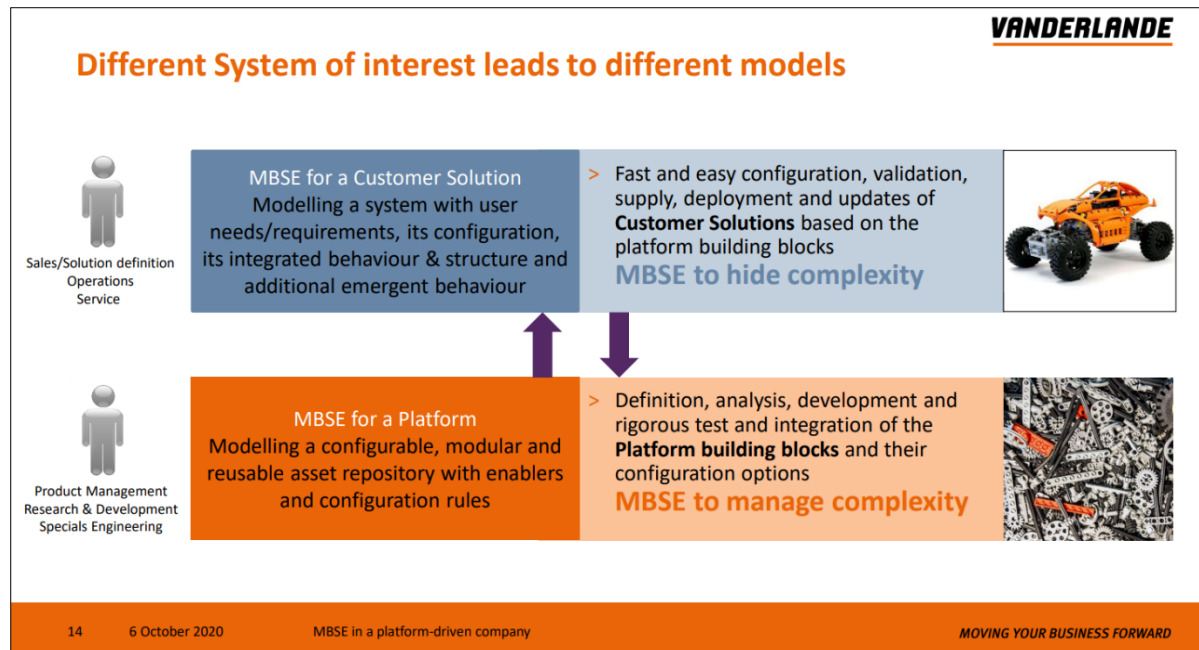 VANDERLANDE
Different System of interest leads to different models
Sales/Solution definition
Operations
Service
MBSE for a Customer Solution
Modelling a system with user
needs/requirements, its configuration,
its integrated behaviour & structure and
additional emergent behaviour
> Fast and easy configuration, validation,
supply, deployment and updates of
Customer Solutions based on the
platform building blocks
MBSE to hide complexity
Product Management
Research & Development
Specials Engineering
MBSE for a Platform
Modelling a configurable, modular and
reusable asset repository with enablers
and configuration rules
> Definition, analysis, development and
rigorous test and integration of the
Platform building blocks and their
configuration options
MBSE to manage complexity
14 6 October 2020 MBSE in a platform-driven company MOVING YOUR BUSINESS FORWARD